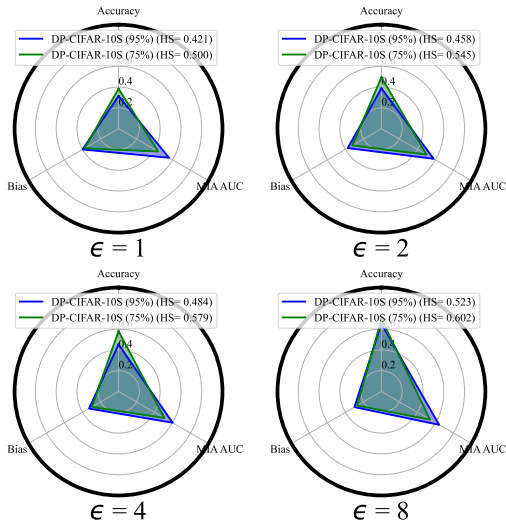 Accuracy
DP-CIFAR-10S (95%) (HS= 0.421)
DP-CIFAR-10S (75%) (HS= 0.500)
0.4
0.2
Bias
MIA AUC
ϵ = 1
Accuracy
DP-CIFAR-10S (95%) (HS= 0.458)
DP-CIFAR-10S (75%) (HS= 0.545)
0.4
0.2
Bias
MIA AUC
ϵ = 2
Accuracy
DP-CIFAR-10S (95%) (HS= 0.484)
DP-CIFAR-10S (75%) (HS= 0.579)
0.4
0.2
Bias
MIA AUC
ϵ = 4
Accuracy
DP-CIFAR-10S (95%) (HS= 0.523)
DP-CIFAR-10S (75%) (HS= 0.602)
0.4
0.2
Bias
MIA AUC
ϵ = 8